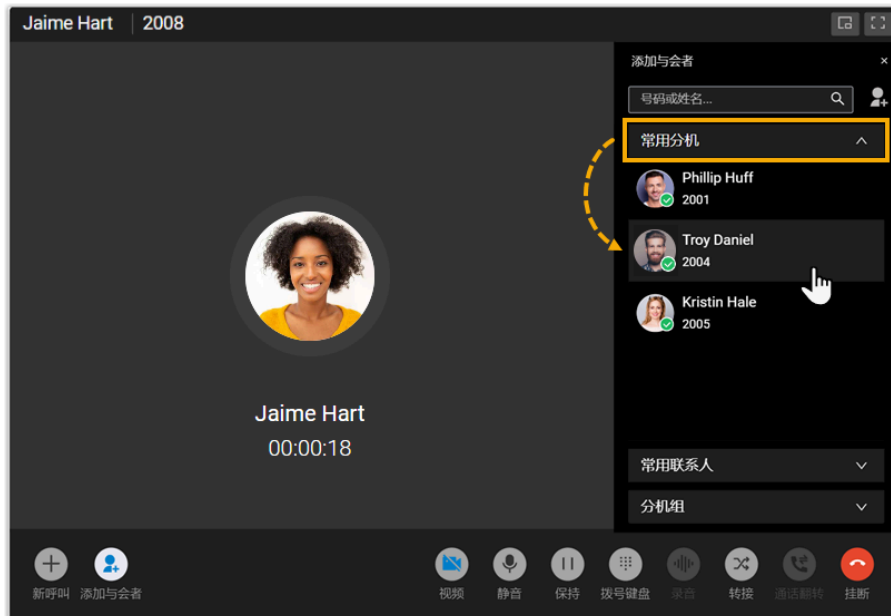 Jaime Hart 2008
添加与会者
号码或姓名...
常用分机
Phillip Huff
2001
Troy Daniel
2004
Kristin Hale
2005
Jaime Hart
00:00:18
常用联系人
分机组
新呼叫 添加与会者 视频 静音 保持 拨号键盘 录音 转接 通话翻转 挂断